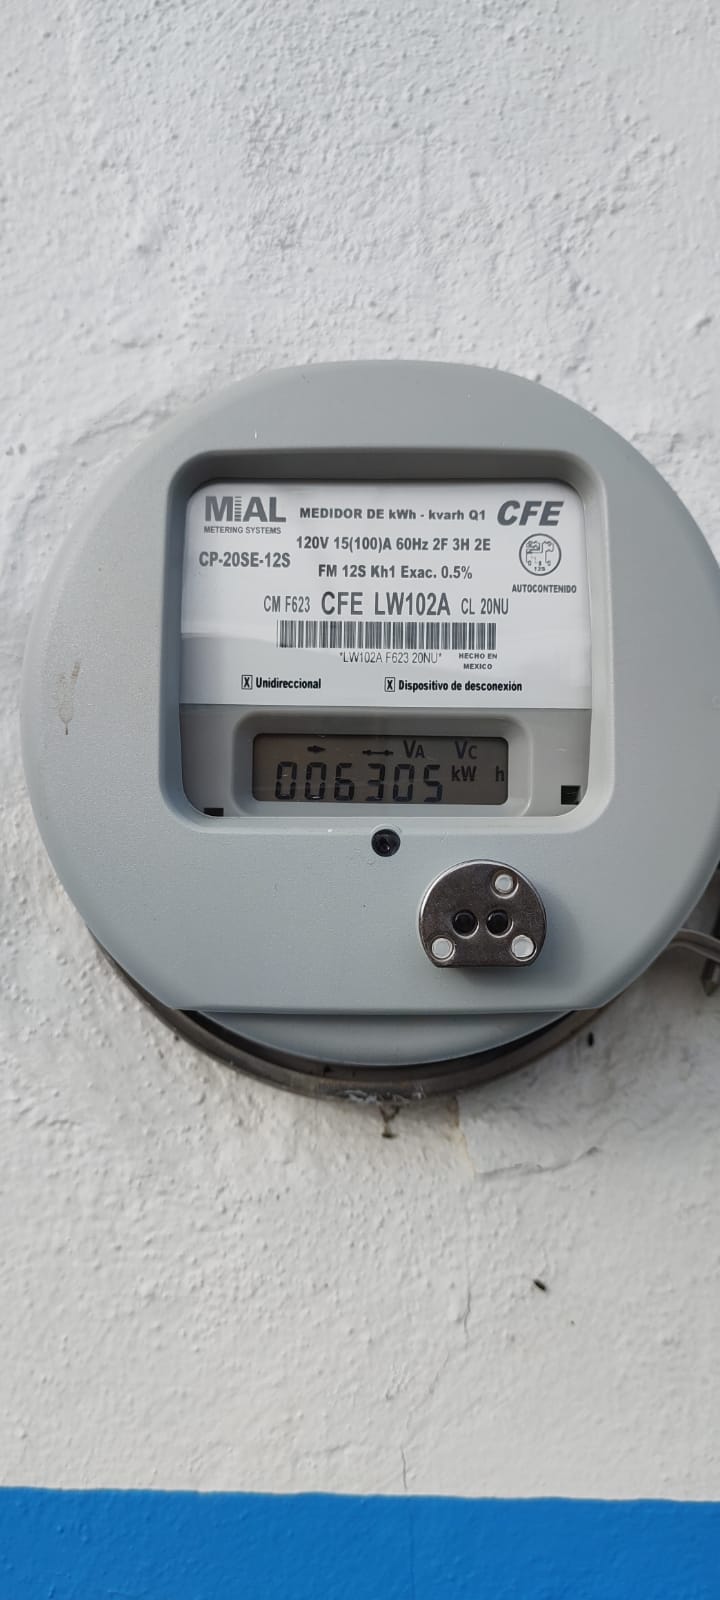 MIAL
METERING SYSTEMS
MEDIDOR DE kWh - kvarh Q1
CFE
120V 15(100)A 60Hz 2F 3H 2E
CP-20SE-12S
FM 12S Kh1 Exac. 0.5%
12S
AUTOCONTENIDO
CM F623 CFE LW102A CL 20NU
*LW102A F623 20NU*
HECHO EN
MEXICO
X Unidireccional
X Dispositivo de desconexión
VA VC
006305 kW h